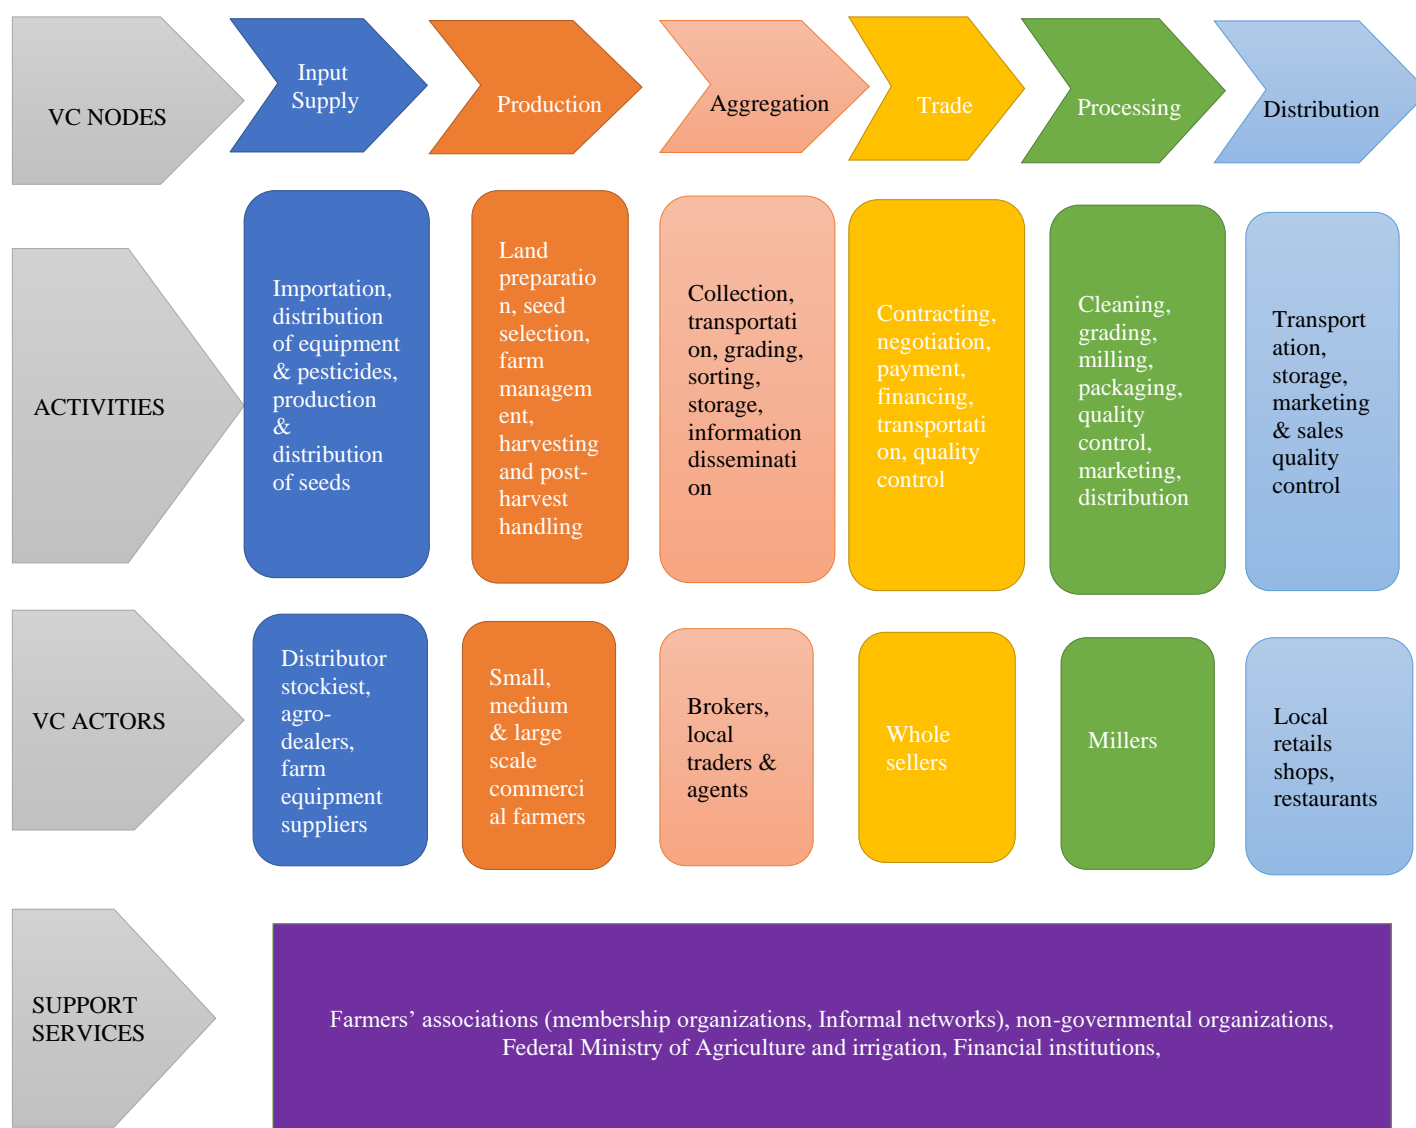 VC NODES
Input
Supply
Production
Aggregation
Trade
Processing
Distribution
ACTIVITIES
Importation,
distribution
of equipment
& pesticides,
production
&
distribution
of seeds
Land
preparatio
n, seed
selection,
farm
managem
ent,
harvesting
and post-
harvest
handling
Collection,
transportati
on, grading,
sorting,
storage,
information
disseminati
on
Contracting,
negotiation,
payment,
financing,
transportati
on, quality
control
Cleaning,
grading,
milling,
packaging,
quality
control,
marketing,
distribution
Transport
ation,
storage,
marketing
& sales
quality
control
VC ACTORS
Distributor
stockiest,
agro-
dealers,
farm
equipment
suppliers
Small,
medium
& large
scale
commerci
al farmers
Brokers,
local
traders &
agents
Whole
sellers
Millers
Local
retails
shops,
restaurants
SUPPORT
SERVICES
Farmers’ associations (membership organizations, Informal networks), non-governmental organizations,
Federal Ministry of Agriculture and irrigation, Financial institutions,